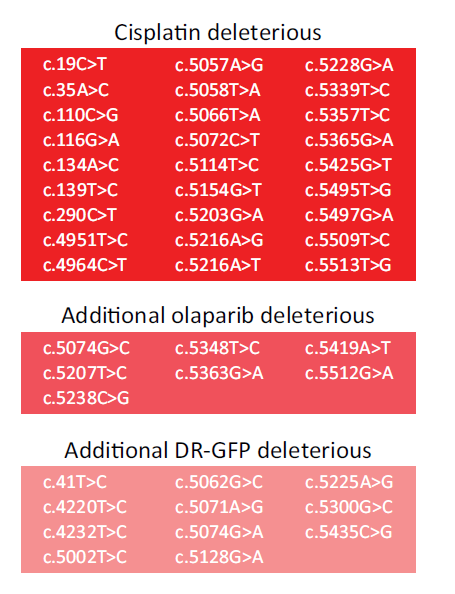 Cisplatin deleterious
c.19C>T c.5057A>G c.5228G>A
c.35A>C c.5058T>A c.5339T>C
c.110C>G c.5066T>A c.5357T>C
c.116G>A c.5072C>T c.5365G>A
c.134A>C c.5114T>C c.5425G>T
c.139T>C c.5154G>T c.5495T>G
c.290C>T c.5203G>A c.5497G>A
c.4951T>C c.5216A>G c.5509T>C
c.4964C>T c.5216A>T c.5513T>G
Additional olaparib deleterious
c.5074G>C c.5348T>C c.5419A>T
c.5207T>C c.5363G>A c.5512G>A
c.5238C>G
Additional DR-GFP deleterious
c.41T>C c.5062G>C c.5225A>G
c.4220T>C c.5071A>G c.5300G>C
c.4232T>C c.5074G>A c.5435C>G
c.5002T>C c.5128G>A